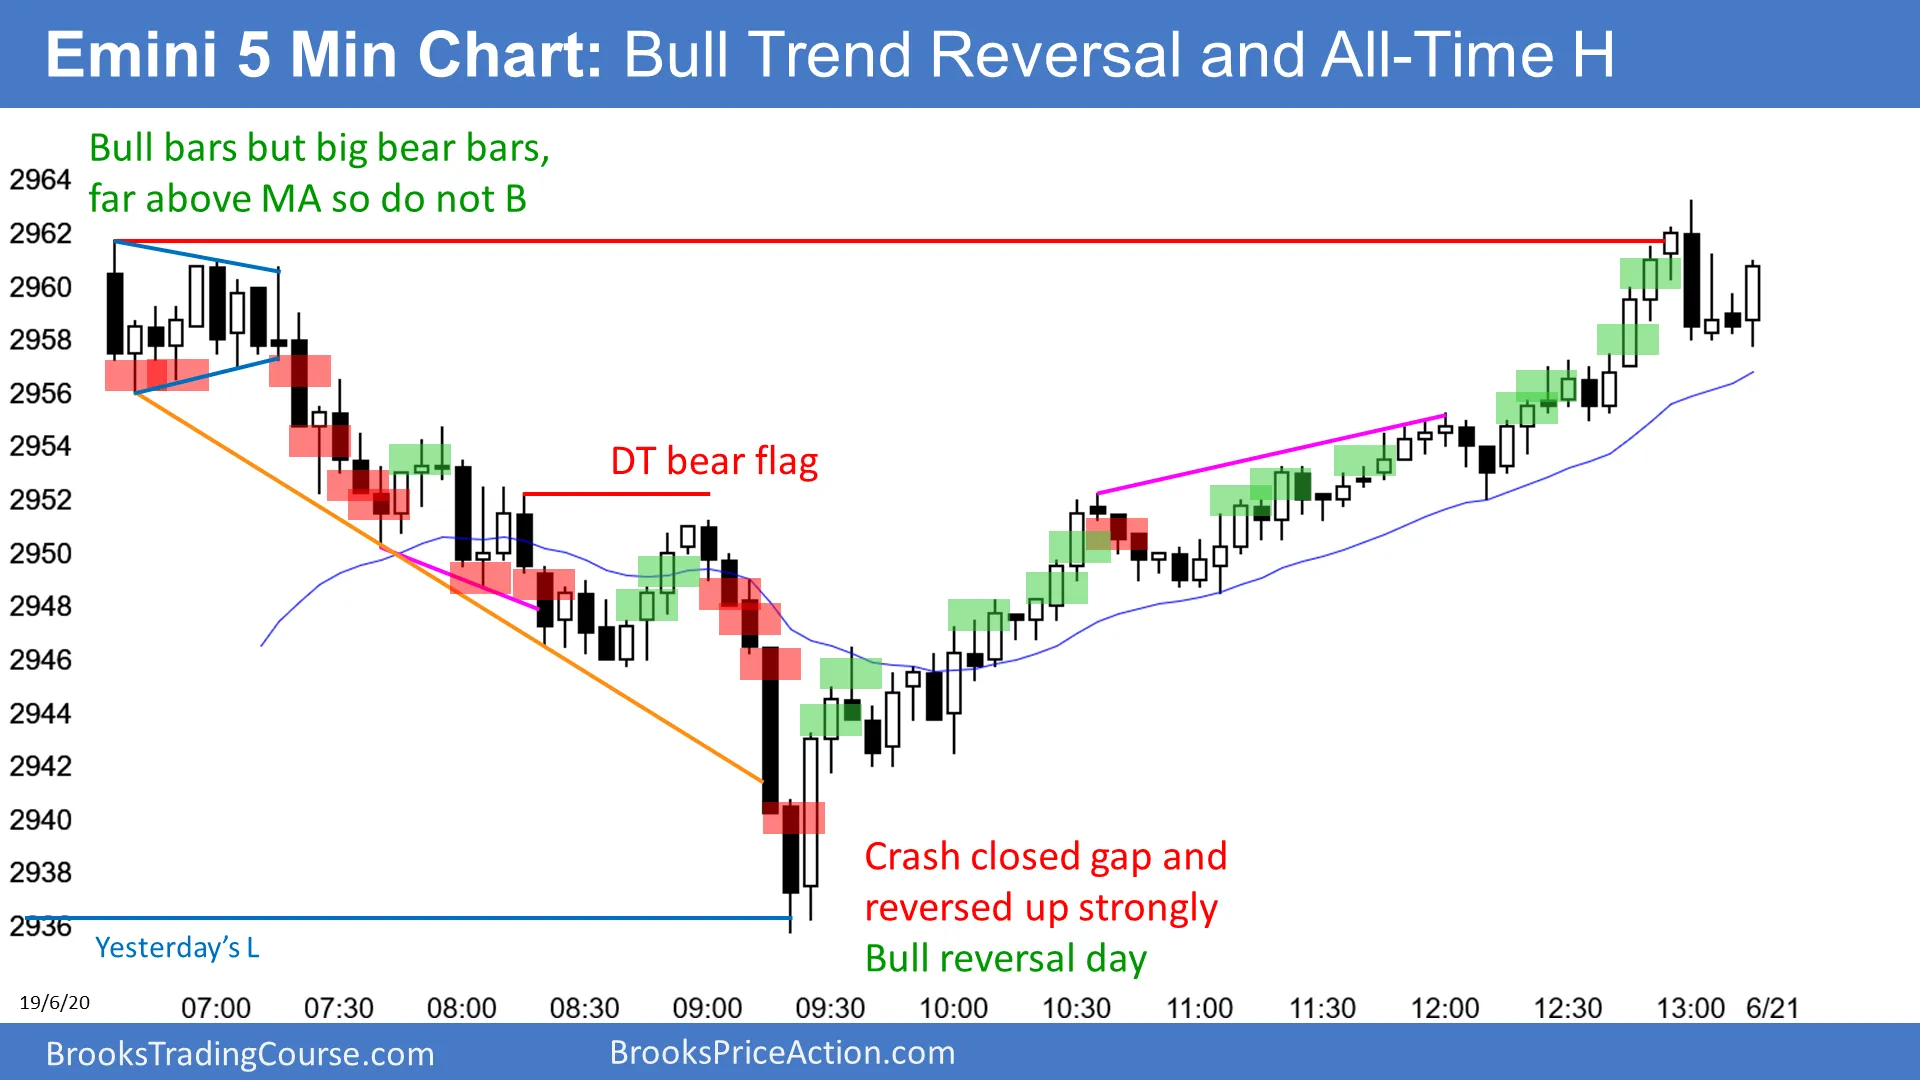 Emini 5 Min Chart: Bull Trend Reversal and All-Time H
Bull bars but big bear bars,
far above MA so do not B
2964
2962
2960
2958
2956
2954
2952
2950
2948
2946
2944
2942
2940
2938
2936
DT bear flag
Crash closed gap and
reversed up strongly
Bull reversal day
Yesterday’s L
19/6/20
07:00 07:30 08:00 08:30 09:00 09:30 10:00 10:30 11:00 11:30 12:00 12:30 13:00 6/21
BrooksTradingCourse.com
BrooksPriceAction.com